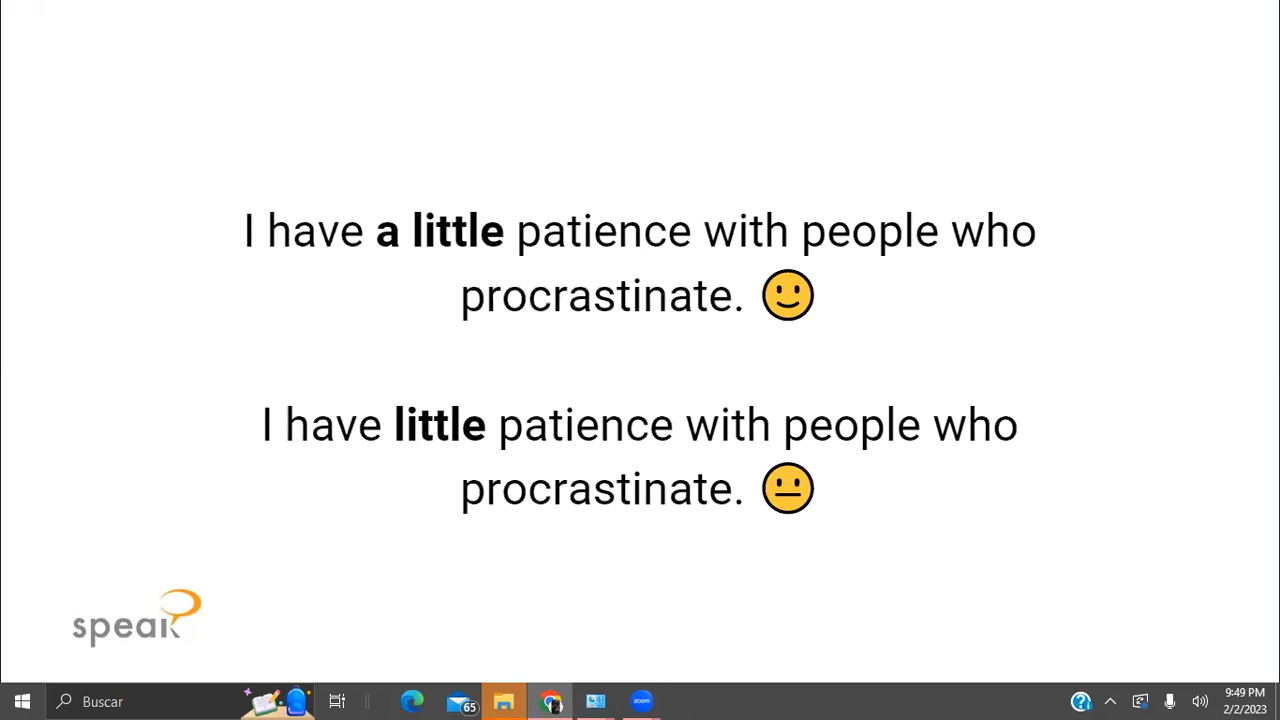 I have a little patience with people who
procrastinate.
I have little patience with people who
procrastinate.
speak
Buscar
65
zoom
9:49 PM
2/2/2023